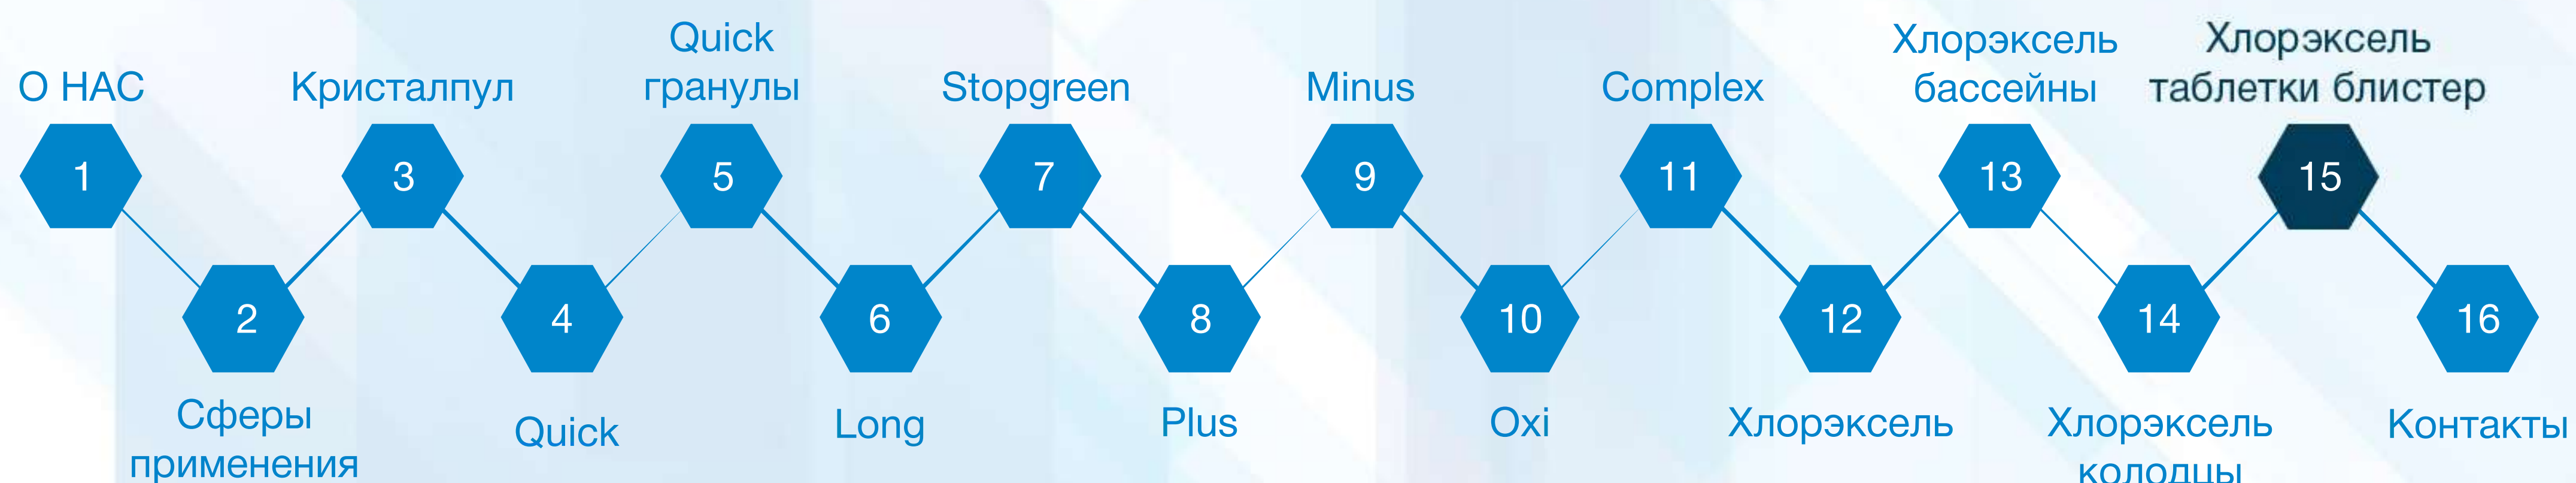 О НАС
1
Сферы
применения
2
Кристалпул
3
Quick
4
Quick
гранулы
5
Long
6
Stopgreen
7
Plus
8
Minus
9
Oxi
10
Complex
11
Хлорэксель
12
Хлорэксель
бассейны
13
Хлорэксель
колодцы
14
Хлорэксель
таблетки блистер
15
Контакты
16